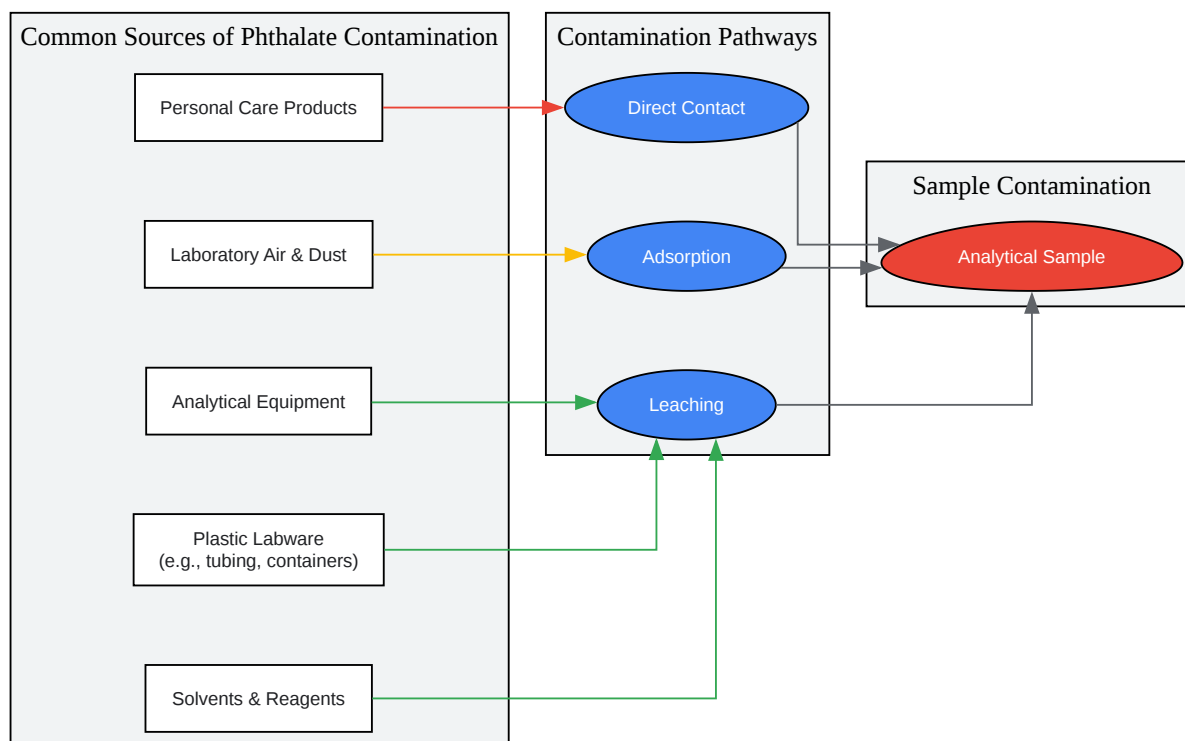 Common Sources of Phthalate Contamination
Personal Care Products
Laboratory Air & Dust
Analytical Equipment
Plastic Labware
(e.g., tubing, containers)
Solvents & Reagents
Contamination Pathways
Direct Contact
Adsorption
Leaching
Sample Contamination
Analytical Sample